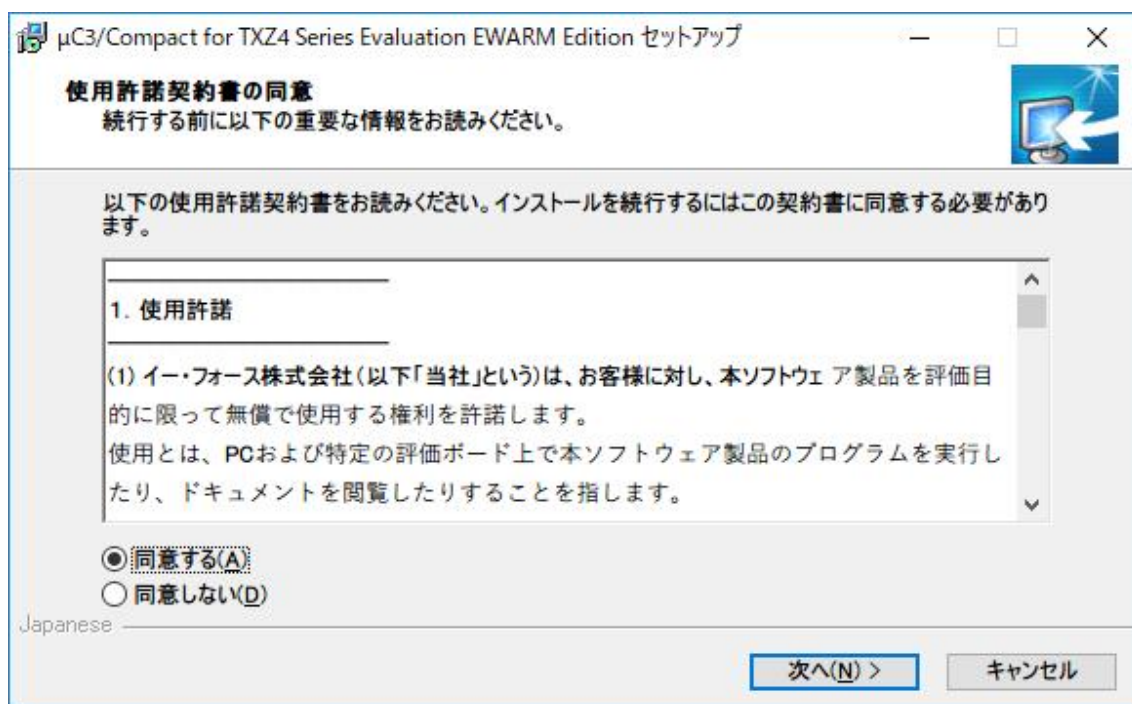 µC3/Compact for TXZ4 Series Evaluation EWARM Edition セットアップ
使用許諾契約書の同意
続行する前に以下の重要な情報をお読みください。
以下の使用許諾契約書をお読みください。インストールを続行するにはこの契約書に同意する必要があり
ます。
1. 使用許諾
(1) イー・フォース株式会社(以下「当社」という)は、お客様に対し、本ソフトウェ ア製品を評価目
的に限って無償で使用する権利を許諾します。
使用とは、PCおよび特定の評価ボード上で本ソフトウェア製品のプログラムを実行し
たり、ドキュメントを閲覧したりすることを指します。
同意する(A)
同意しない(D)
Japanese
次へ(N) >
キャンセル